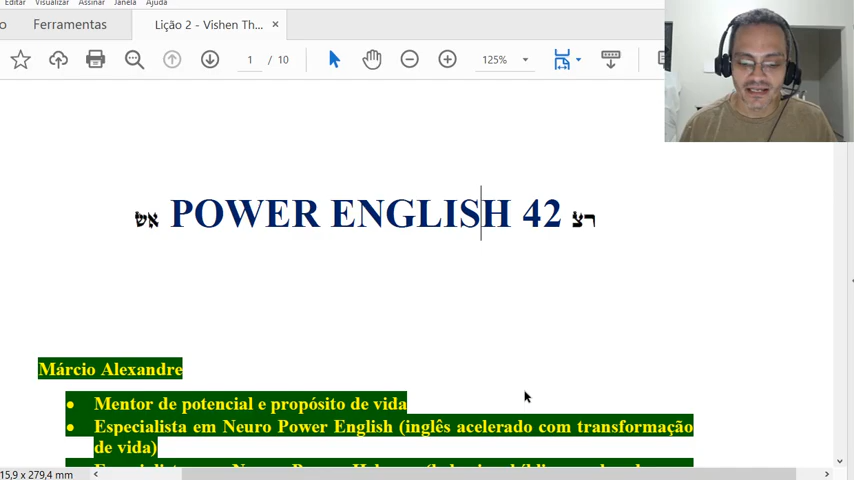 Editar Visualizar Assinar Janela Ajuda
Ferramentas Lição 2 - Vishen Th... ×
1 / 10 125%
אש POWER ENGLISH 42 רצ
Márcio Alexandre
• Mentor de potencial e propósito de vida
• Especialista em Neuro Power English (inglês acelerado com transformação
de vida)
15,9 x 279,4 mm